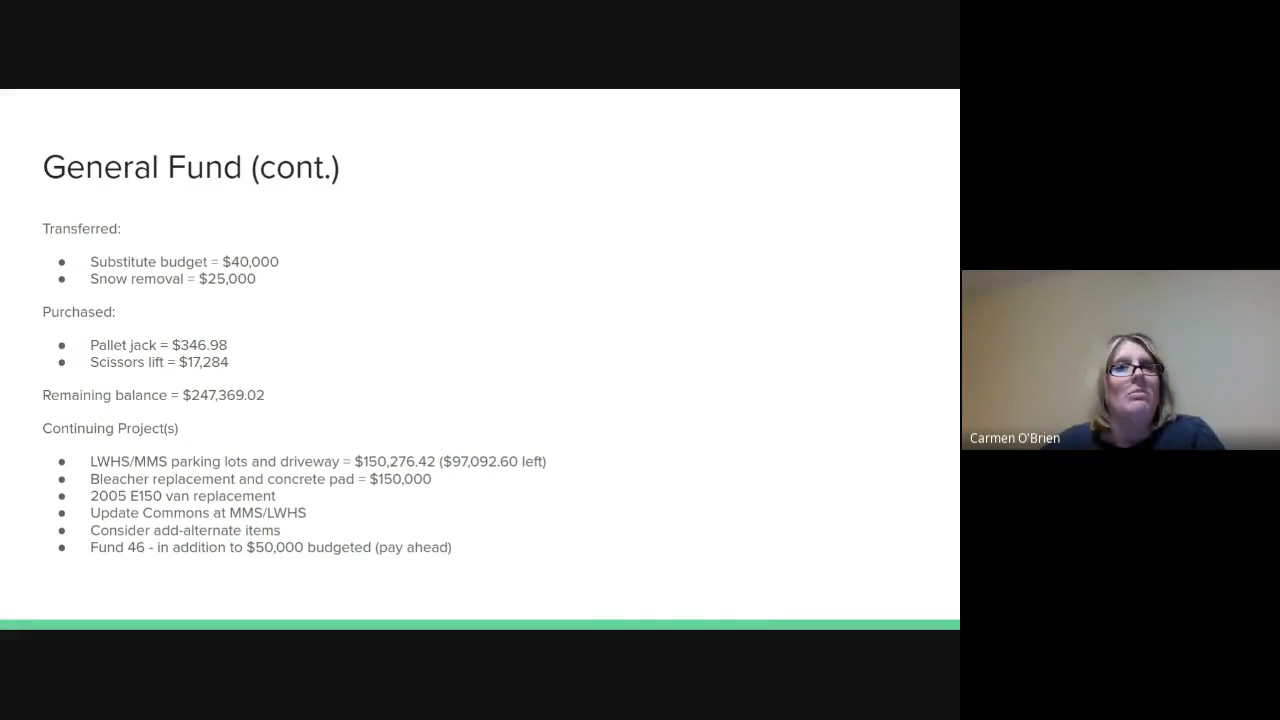 General Fund (cont.)
Transferred:
● Substitute budget = $40,000
● Snow removal = $25,000
Purchased:
● Pallet jack = $346.98
● Scissors lift = $17,284
Remaining balance = $247,369.02
Continuing Project(s)
● LWHS/MMS parking lots and driveway = $150,276.42 ($97,092.60 left)
● Bleacher replacement and concrete pad = $150,000
● 2005 E150 van replacement
● Update Commons at MMS/LWHS
● Consider add-alternate items
● Fund 46 - in addition to $50,000 budgeted (pay ahead)
Carmen O'Brien